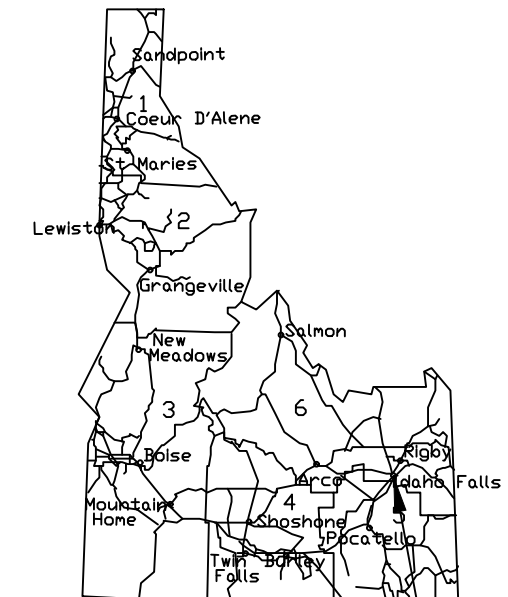 Sandpoint
1
Coeur D'Alene
St Maries
2
Lewiston
Grangeville
Salmon
New
Meadows
3
6
Boise
Rigby
Arco
Idaho Falls
Mountain
Home
4
5
Shoshone
Pocatello
Twin
Falls
Burley